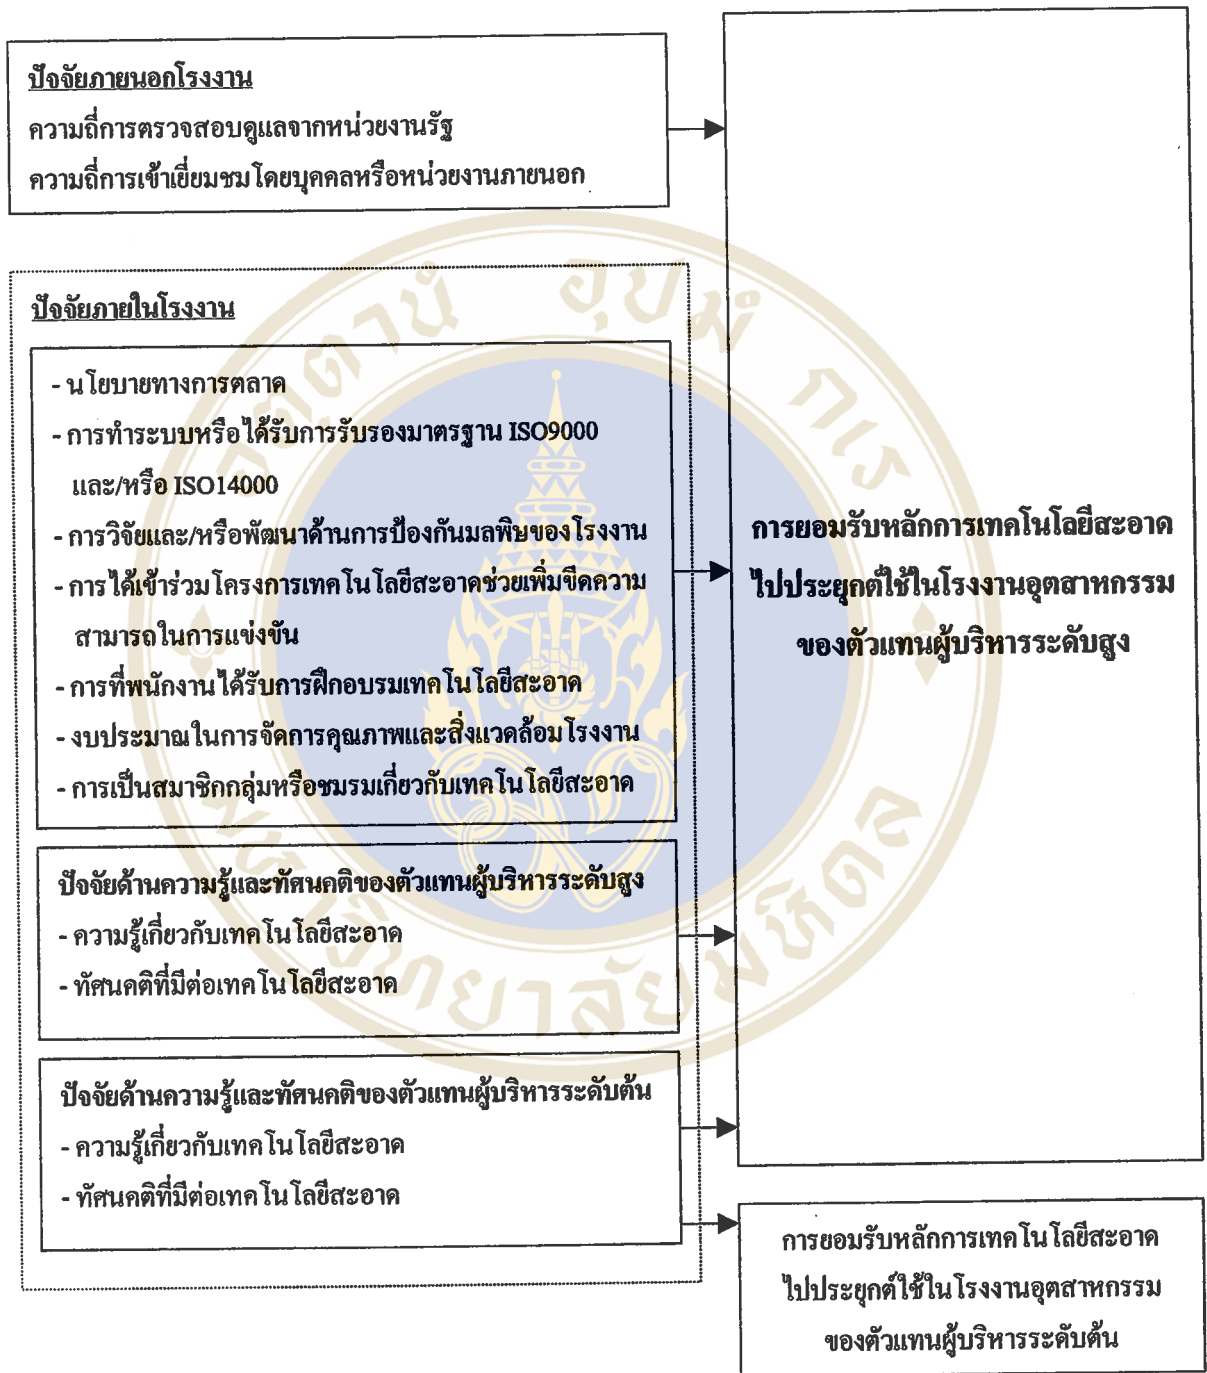 ปัจจัยภายนอกโรงงาน
ความถี่การตรวจสอบดูแลจากหน่วยงานรัฐ
ความถี่การเข้าเยี่ยมชมโดยบุคคลหรือหน่วยงานภายนอก
ปัจจัยภายในโรงงาน
- นโยบายทางการตลาด
- การทำระบบหรือได้รับการรับรองมาตรฐาน ISO9000
และ/หรือ ISO14000
- การวิจัยและ/หรือพัฒนาด้านการป้องกันมลพิษของโรงงาน
- การได้เข้าร่วมโครงการเทคโนโลยีสะอาดช่วยเพิ่มขีดความ
สามารถในการแข่งขัน
- การที่พนักงานได้รับการฝึกอบรมเทคโนโลยีสะอาด
- งบประมาณในการจัดการคุณภาพและสิ่งแวดล้อมโรงงาน
- การเป็นสมาชิกกลุ่มหรือชมรมเกี่ยวกับเทคโนโลยีสะอาด
ปัจจัยด้านความรู้และทัศนคติของตัวแทนผู้บริหารระดับสูง
- ความรู้เกี่ยวกับเทคโนโลยีสะอาด
- ทัศนคติที่มีต่อเทคโนโลยีสะอาด
ปัจจัยด้านความรู้และทัศนคติของตัวแทนผู้บริหารระดับต้น
- ความรู้เกี่ยวกับเทคโนโลยีสะอาด
- ทัศนคติที่มีต่อเทคโนโลยีสะอาด
การยอมรับหลักการเทคโนโลยีสะอาด
ไปประยุกต์ใช้ในโรงงานอุตสาหกรรม
ของตัวแทนผู้บริหารระดับสูง
การยอมรับหลักการเทคโนโลยีสะอาด
ไปประยุกต์ใช้ในโรงงานอุตสาหกรรม
ของตัวแทนผู้บริหารระดับต้น
อตฺตานํ อุปมํ กเร
มหาวิทยาลัยมหิดล